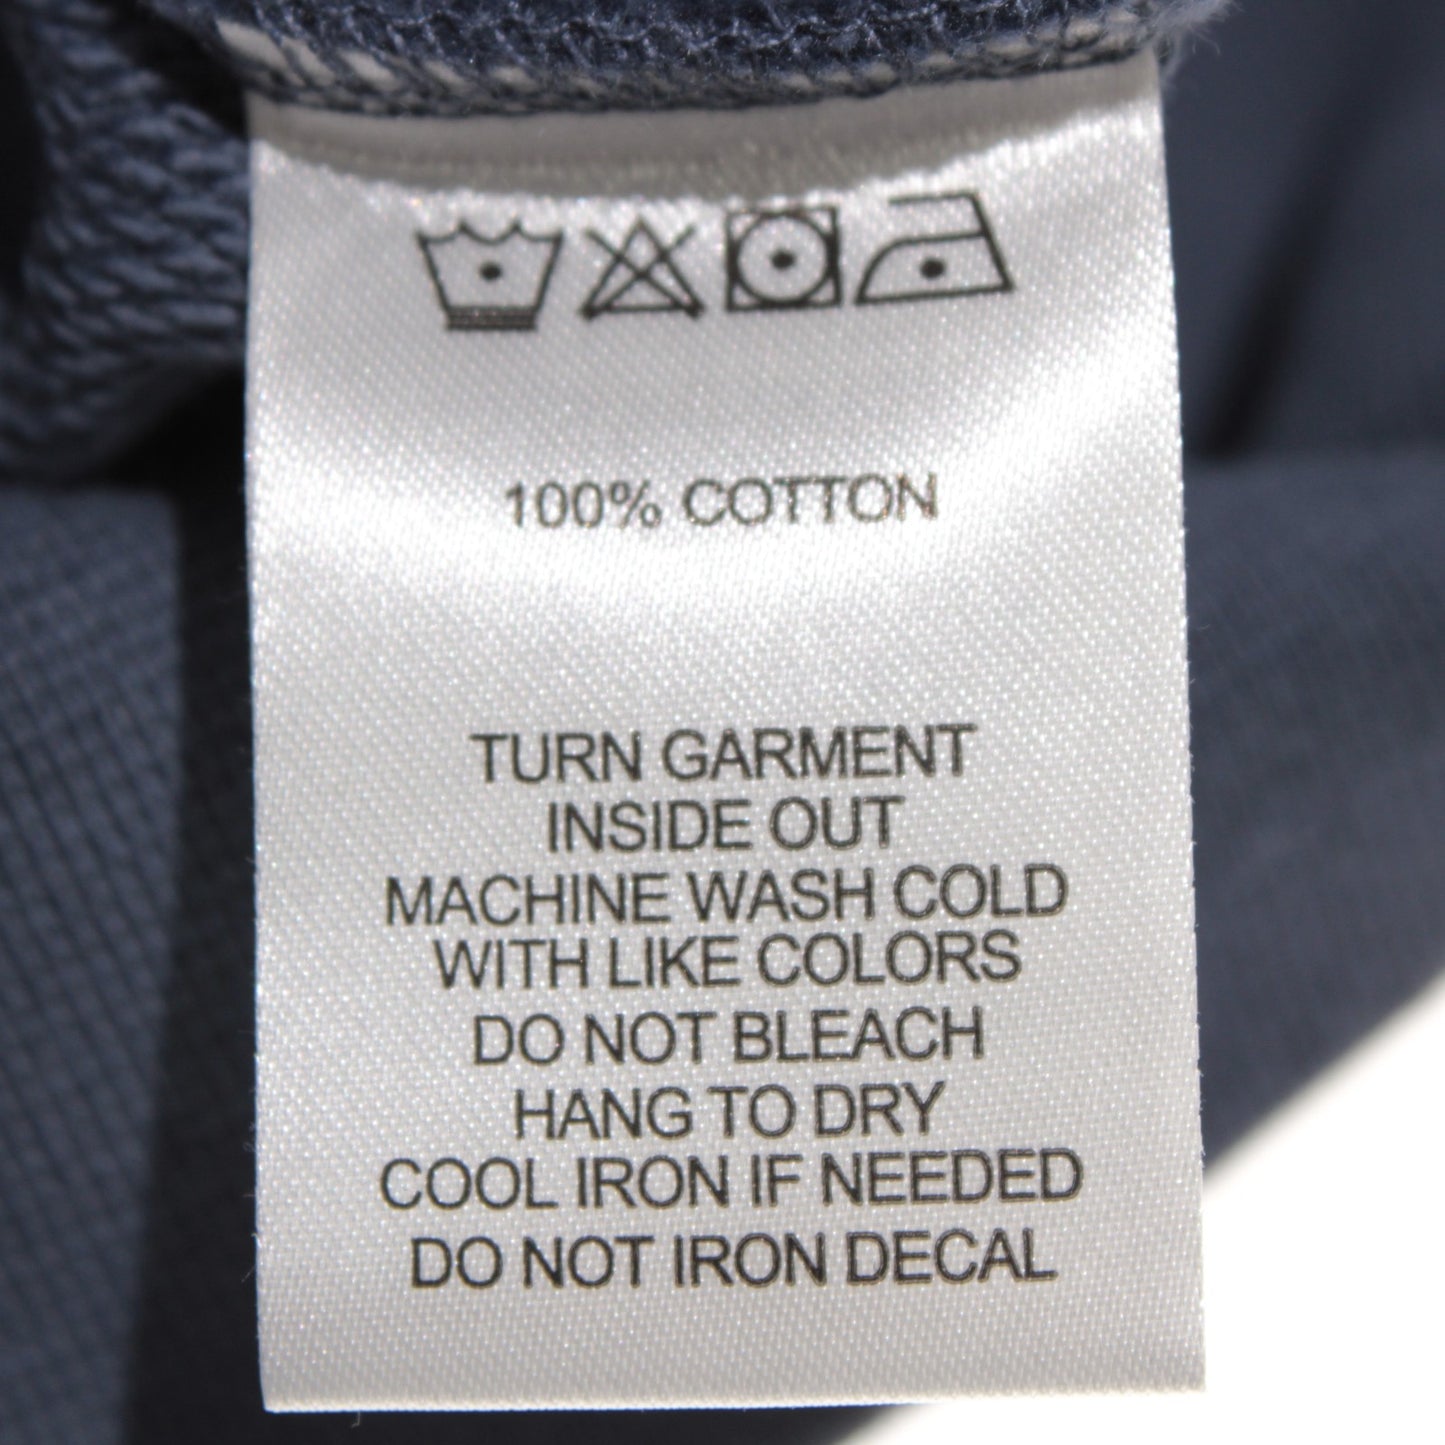 100% COTTON
TURN GARMENT
INSIDE OUT
MACHINE WASH COLD
WITH LIKE COLORS
DO NOT BLEACH
HANG TO DRY
COOL IRON IF NEEDED
DO NOT IRON DECAL